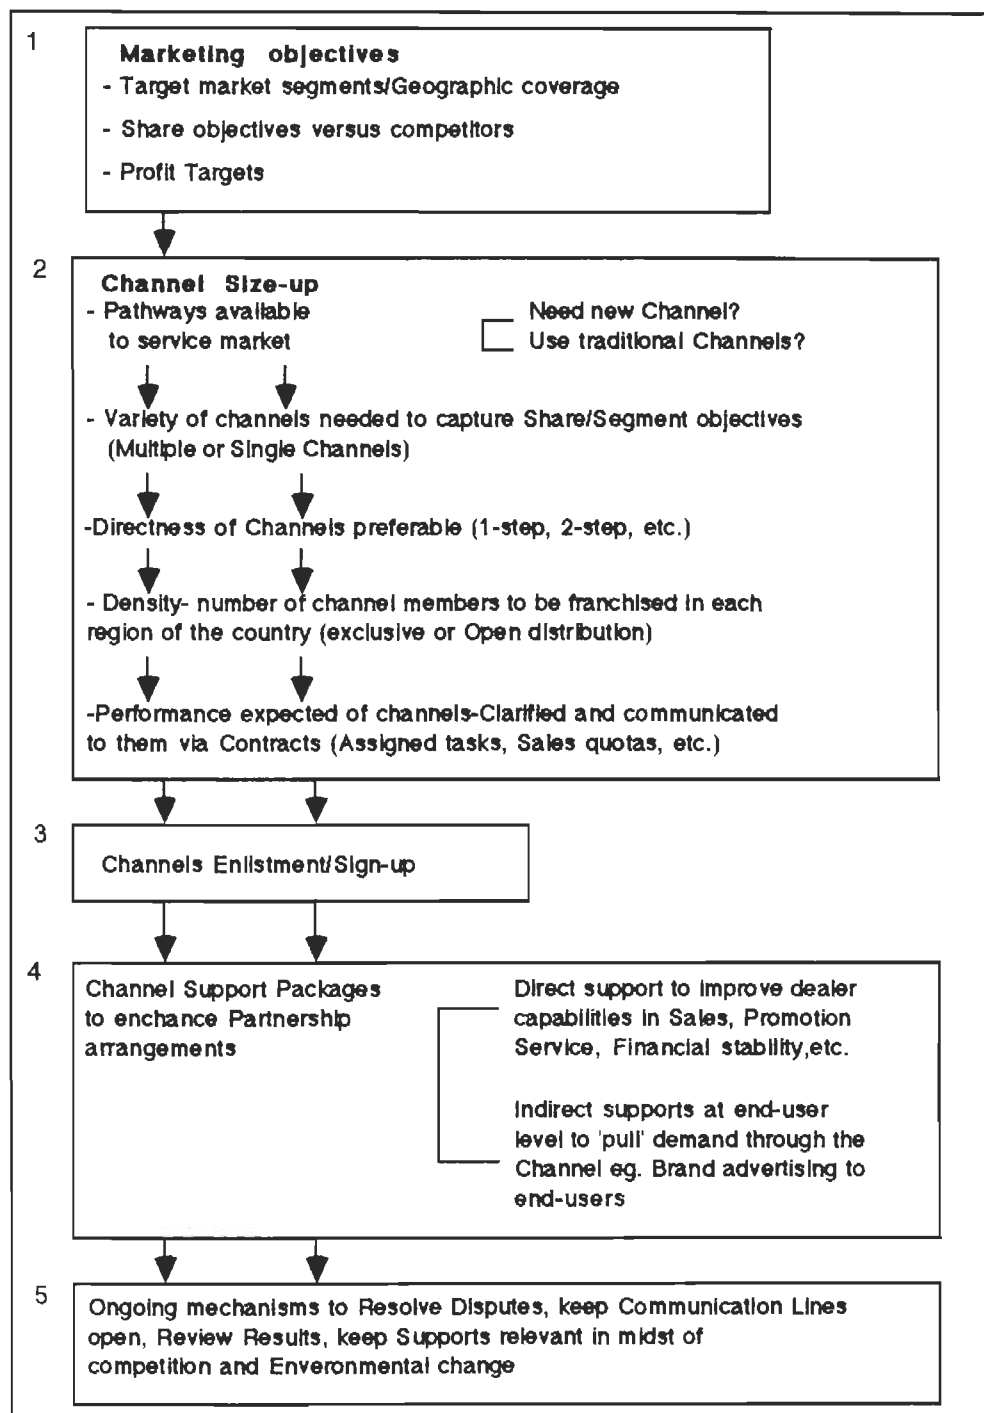 1
Marketing objectives
- Target market segments/Geographic coverage
- Share objectives versus competitors
- Profit Targets
2
Channel Size-up
- Pathways available
to service market
Need new Channel?
Use traditional Channels?
- Variety of channels needed to capture Share/Segment objectives
(Multiple or Single Channels)
-Directness of Channels preferable (1-step, 2-step, etc.)
- Density- number of channel members to be franchised in each
region of the country (exclusive or Open distribution)
-Performance expected of channels-Clarified and communicated
to them via Contracts (Assigned tasks, Sales quotas, etc.)
3
Channels Enlistment/Sign-up
4
Channel Support Packages
to enchance Partnership
arrangements
Direct support to improve dealer
capabilities in Sales, Promotion
Service, Financial stability,etc.
Indirect supports at end-user
level to 'pull' demand through the
Channel eg. Brand advertising to
end-users
5
Ongoing mechanisms to Resolve Disputes, keep Communication Lines
open, Review Results, keep Supports relevant in midst of
competition and Enveronmental change